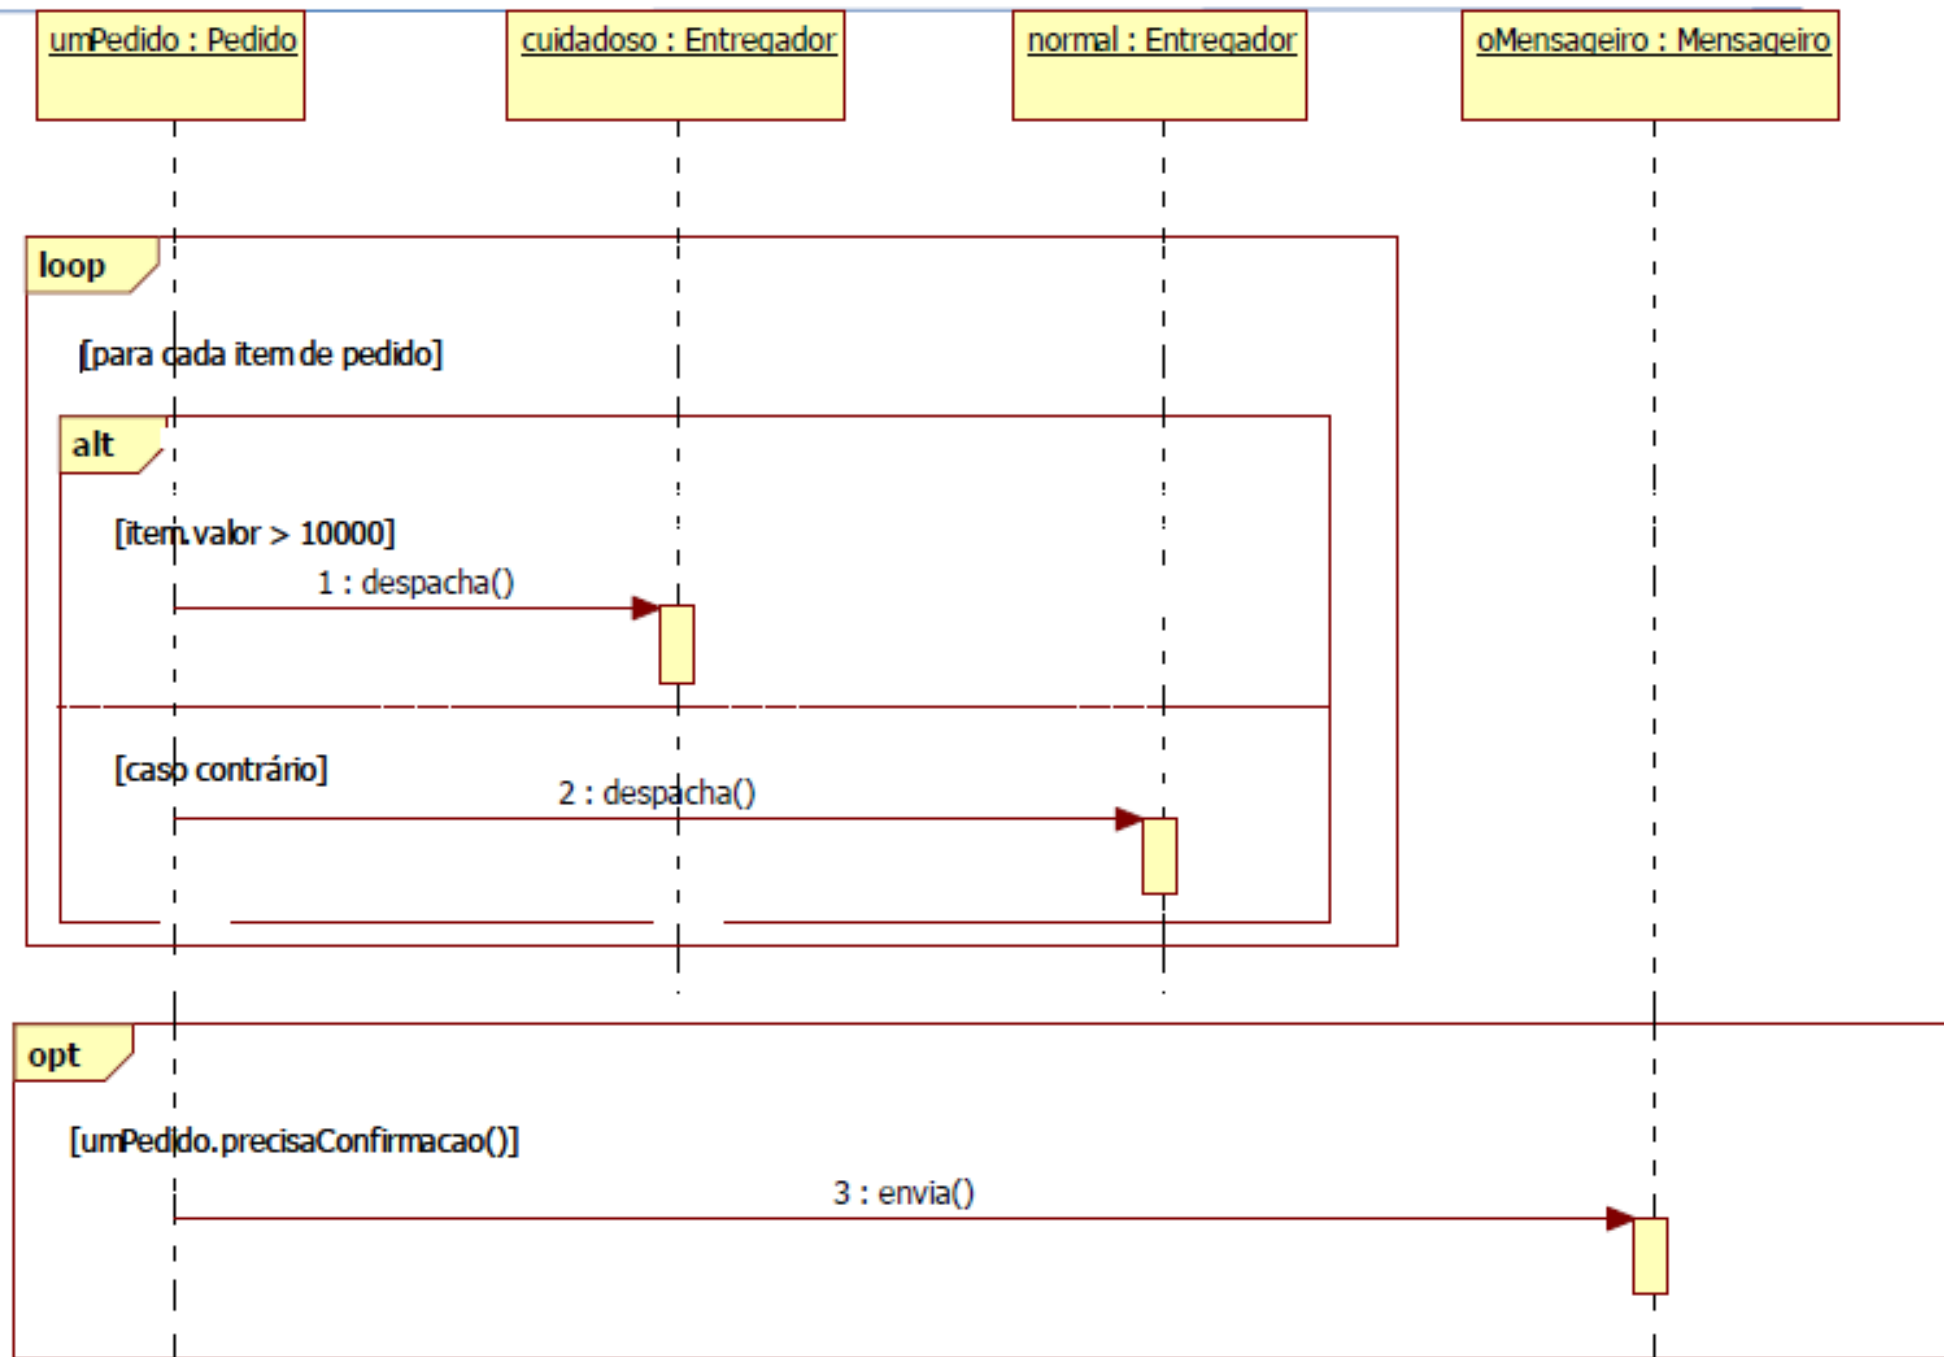 umPedido : Pedido
cuidadoso : Entregador
normal : Entregador
oMensageiro : Mensageiro
loop
[para cada item de pedido]
alt
[item.valor > 10000]
1 : despacha()
[caso contrário]
2 : despacha()
opt
[umPedido.precisaConfirmacao()]
3 : envia()